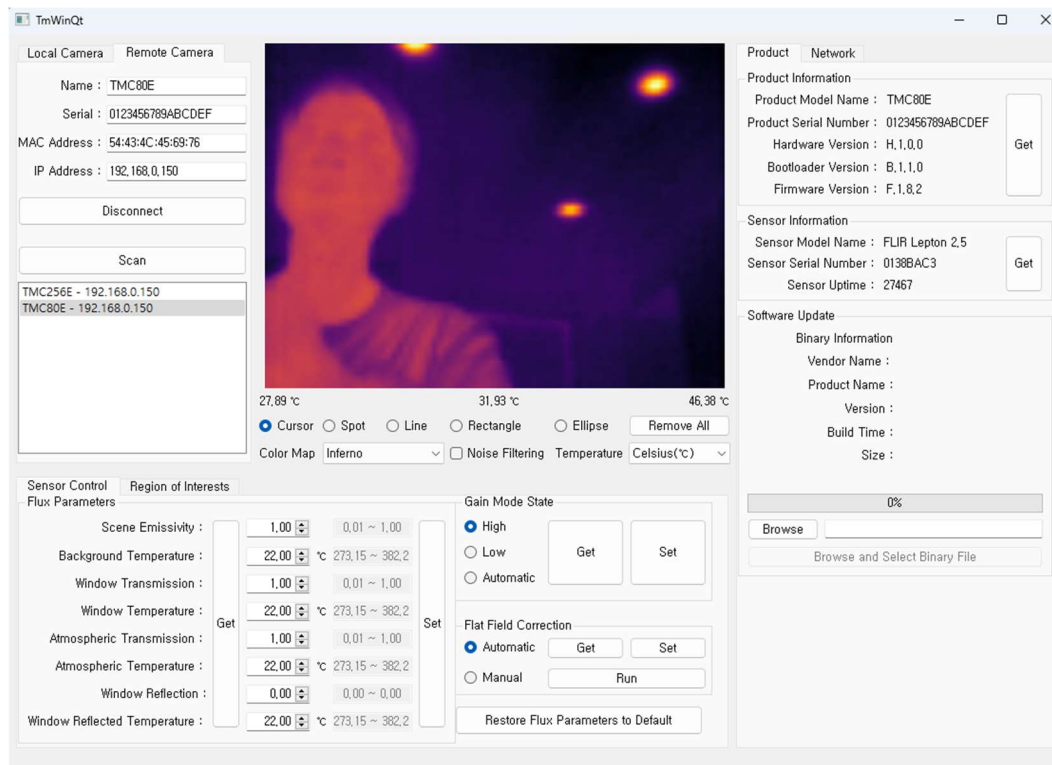 TmWinQt
Local Camera Remote Camera
Name : TMC80E
Serial : 0123456789ABCDEF
MAC Address : 54:43:4C:45:69:76
IP Address : 192,168,0,150
Disconnect
Scan
TMC256E - 192.168.0.150
TMC80E - 192.168.0.150
27,89 ℃ 31,93 ℃ 46,38 ℃
Cursor Spot Line Rectangle Ellipse Remove All
Color Map Inferno Noise Filtering Temperature Celsius(℃)
Sensor Control Region of Interests
Flux Parameters
Scene Emissivity : 1,00 0,01 ~ 1,00
Background Temperature : 22,00 ℃ 273,15 ~ 382,2
Window Transmission : 1,00 0,01 ~ 1,00
Window Temperature : 22,00 ℃ 273,15 ~ 382,2
Get
Set
Atmospheric Transmission : 1,00 0,01 ~ 1,00
Atmospheric Temperature : 22,00 ℃ 273,15 ~ 382,2
Window Reflection : 0,00 0,00 ~ 0,00
Window Reflected Temperature : 22,00 ℃ 273,15 ~ 382,2
Gain Mode State
High
Low Get Set
Automatic
Flat Field Correction
Automatic Get Set
Manual Run
Restore Flux Parameters to Default
Product Network
Product Information
Product Model Name : TMC80E
Product Serial Number : 0123456789ABCDEF
Hardware Version : H,1,0,0 Get
Bootloader Version : B,1,1,0
Firmware Version : F,1,8,2
Sensor Information
Sensor Model Name : FLIR Lepton 2,5
Sensor Serial Number : 0138BAC3 Get
Sensor Uptime : 27467
Software Update
Binary Information
Vendor Name :
Product Name :
Version :
Build Time :
Size :
0%
Browse
Browse and Select Binary File